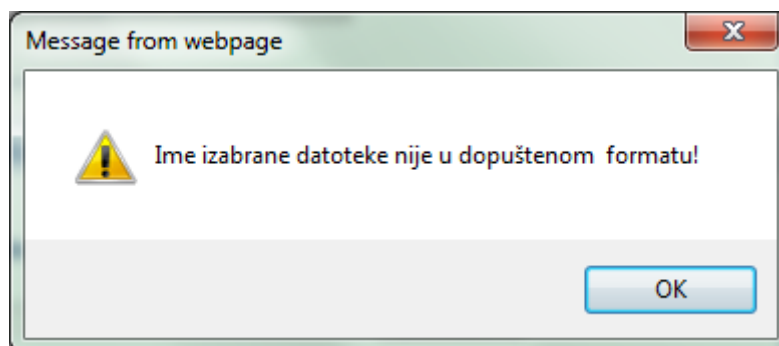 Message from webpage
Ime izabrane datoteke nije u dopuštenom  formatu!
OK